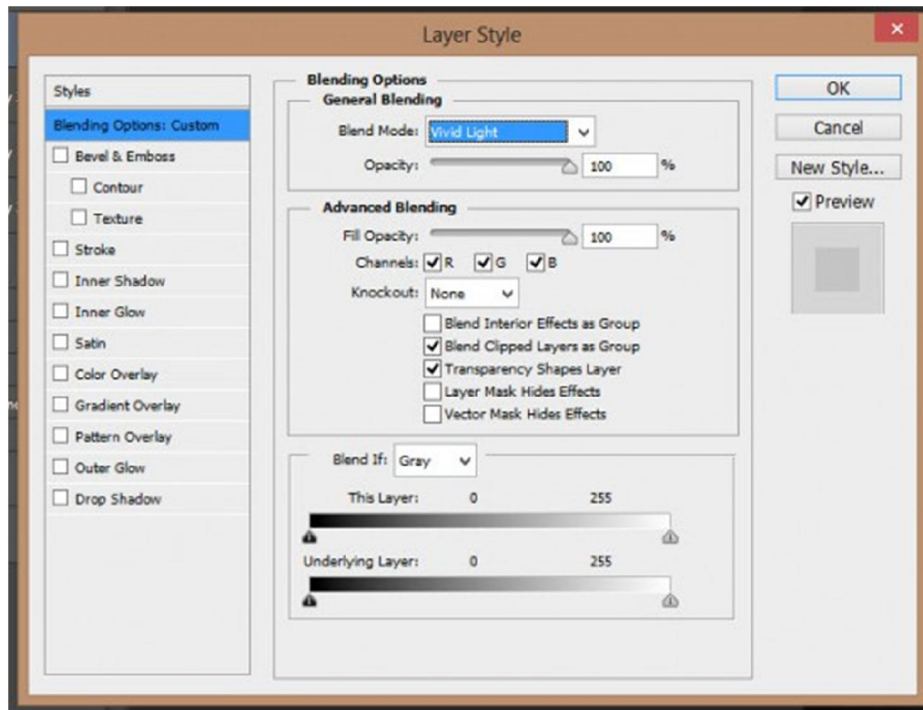 Layer Style
Styles
Blending Options: Custom
Bevel & Emboss
Contour
Texture
Stroke
Inner Shadow
Inner Glow
Satin
Color Overlay
Gradient Overlay
Pattern Overlay
Outer Glow
Drop Shadow
Blending Options
General Blending
Blend Mode: Vivid Light
Opacity: 100 %
Advanced Blending
Fill Opacity: 100 %
Channels: R G B
Knockout: None
Blend Interior Effects as Group
Blend Clipped Layers as Group
Transparency Shapes Layer
Layer Mask Hides Effects
Vector Mask Hides Effects
Blend If: Gray
This Layer: 0 255
Underlying Layer: 0 255
OK
Cancel
New Style...
Preview